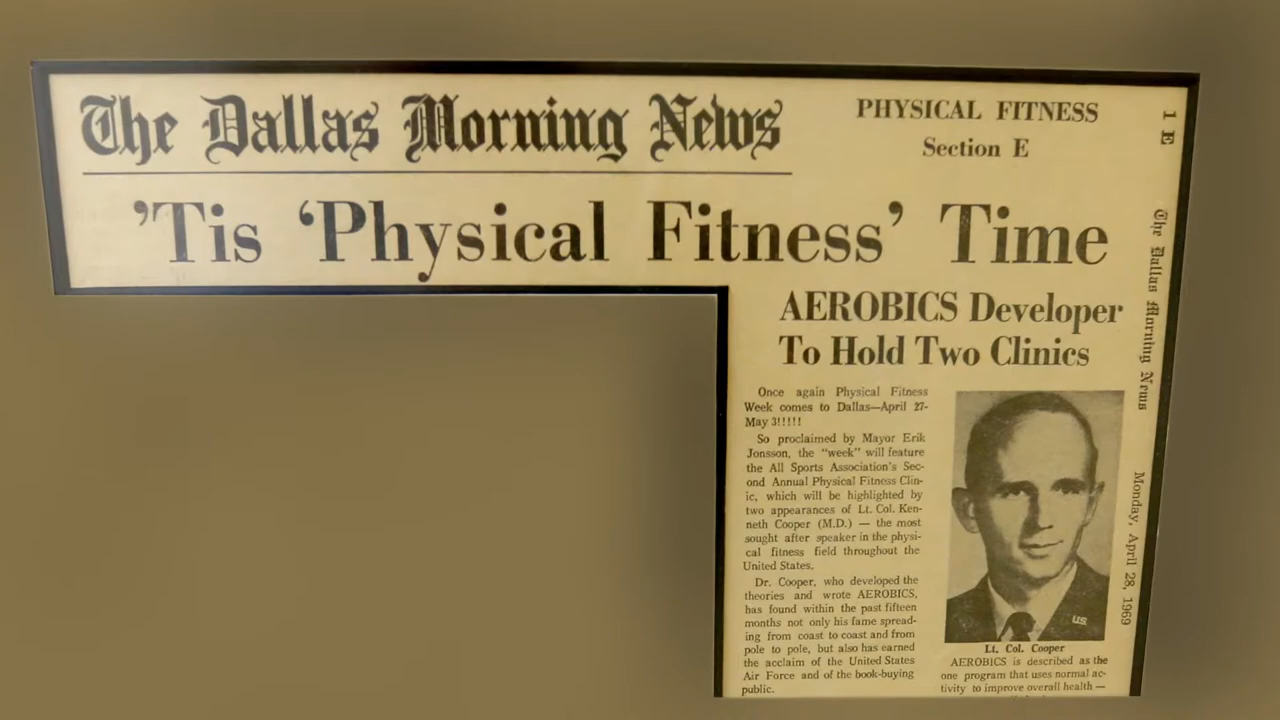 The Dallas Morning News
PHYSICAL FITNESS
Section E
1 E
'Tis 'Physical Fitness' Time
The Dallas Morning News
Monday, April 28, 1969
AEROBICS Developer
To Hold Two Clinics
Once again Physical Fitness
Week comes to Dallas—April 27-
May 3!!!!!
So proclaimed by Mayor Erik
Jonsson, the "week" will feature
the All Sports Association's Sec-
ond Annual Physical Fitness Clin-
ic, which will be highlighted by
two appearances of Lt. Col. Ken-
neth Cooper (M.D.) — the most
sought after speaker in the physi-
cal fitness field throughout the
United States.
Dr. Cooper, who developed the
theories and wrote AEROBICS,
has found within the past fifteen
months not only his fame spread-
ing from coast to coast and from
pole to pole, but also has earned
the acclaim of the United States
Air Force and of the book-buying
public.
U.S.
Lt. Col. Cooper
AEROBICS is described as the
one program that uses normal ac-
tivity to improve overall health —